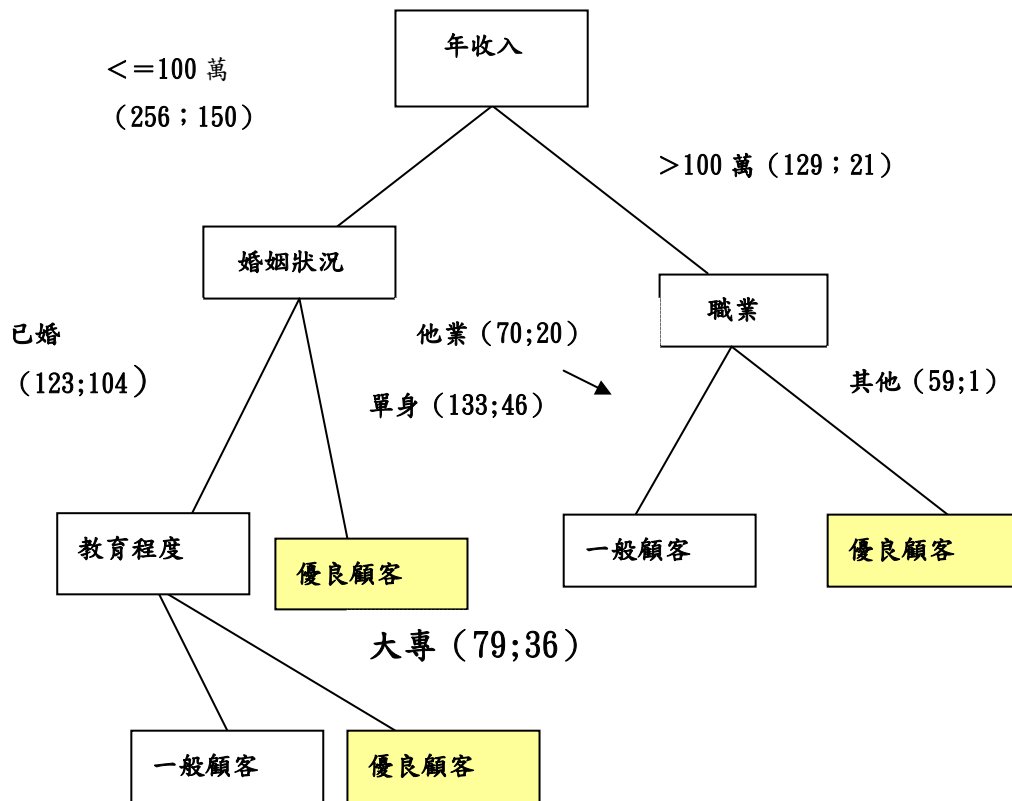 年收入
＜＝100 萬
（256；150）
＞100 萬（129；21）
婚姻狀況
職業
已婚
（123;104）
他業（70;20）
單身（133;46）
其他（59;1）
教育程度
優良顧客
一般顧客
優良顧客
大專（79;36）
一般顧客
優良顧客